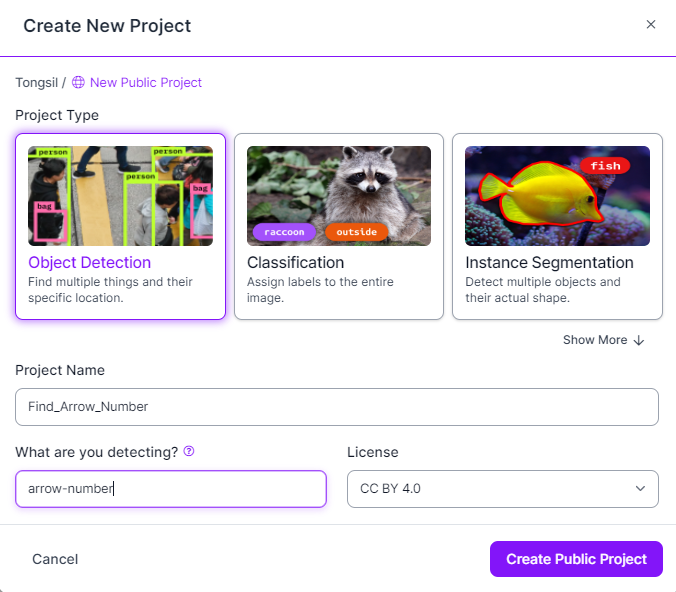 Create New Project
Tongsil / New Public Project
Project Type
person
person
person
bag
bag
raccoon
outside
fish
Object Detection
Find multiple things and their
specific location.
Classification
Assign labels to the entire
image.
Instance Segmentation
Detect multiple objects and
their actual shape.
Show More
Project Name
Find_Arrow_Number
What are you detecting?
License
arrow-number
CC BY 4.0
Cancel
Create Public Project